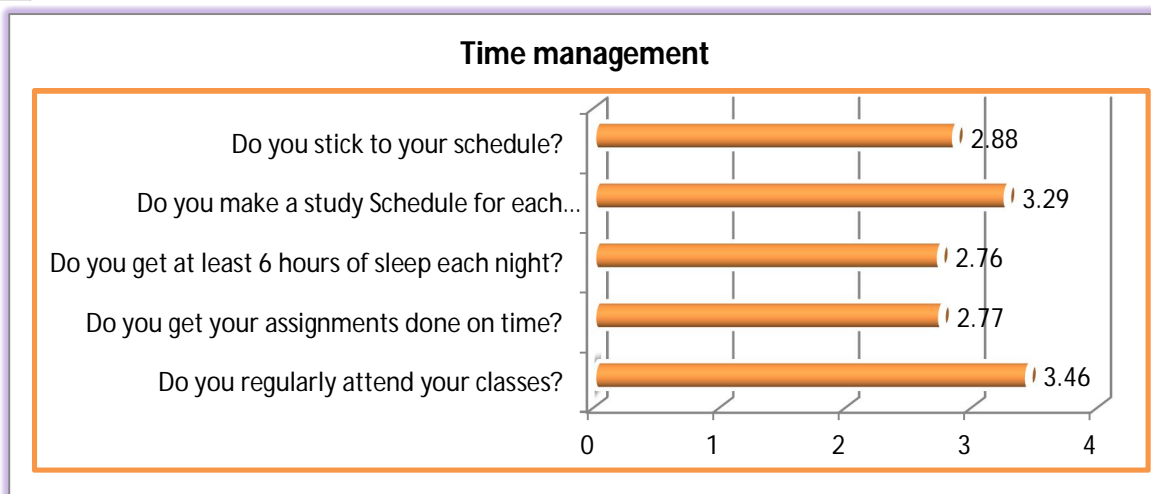 Time management
Do you stick to your schedule?
2.88
Do you make a study Schedule for each...
3.29
Do you get at least 6 hours of sleep each night?
2.76
Do you get your assignments done on time?
2.77
Do you regularly attend your classes?
3.46
0 1 2 3 4